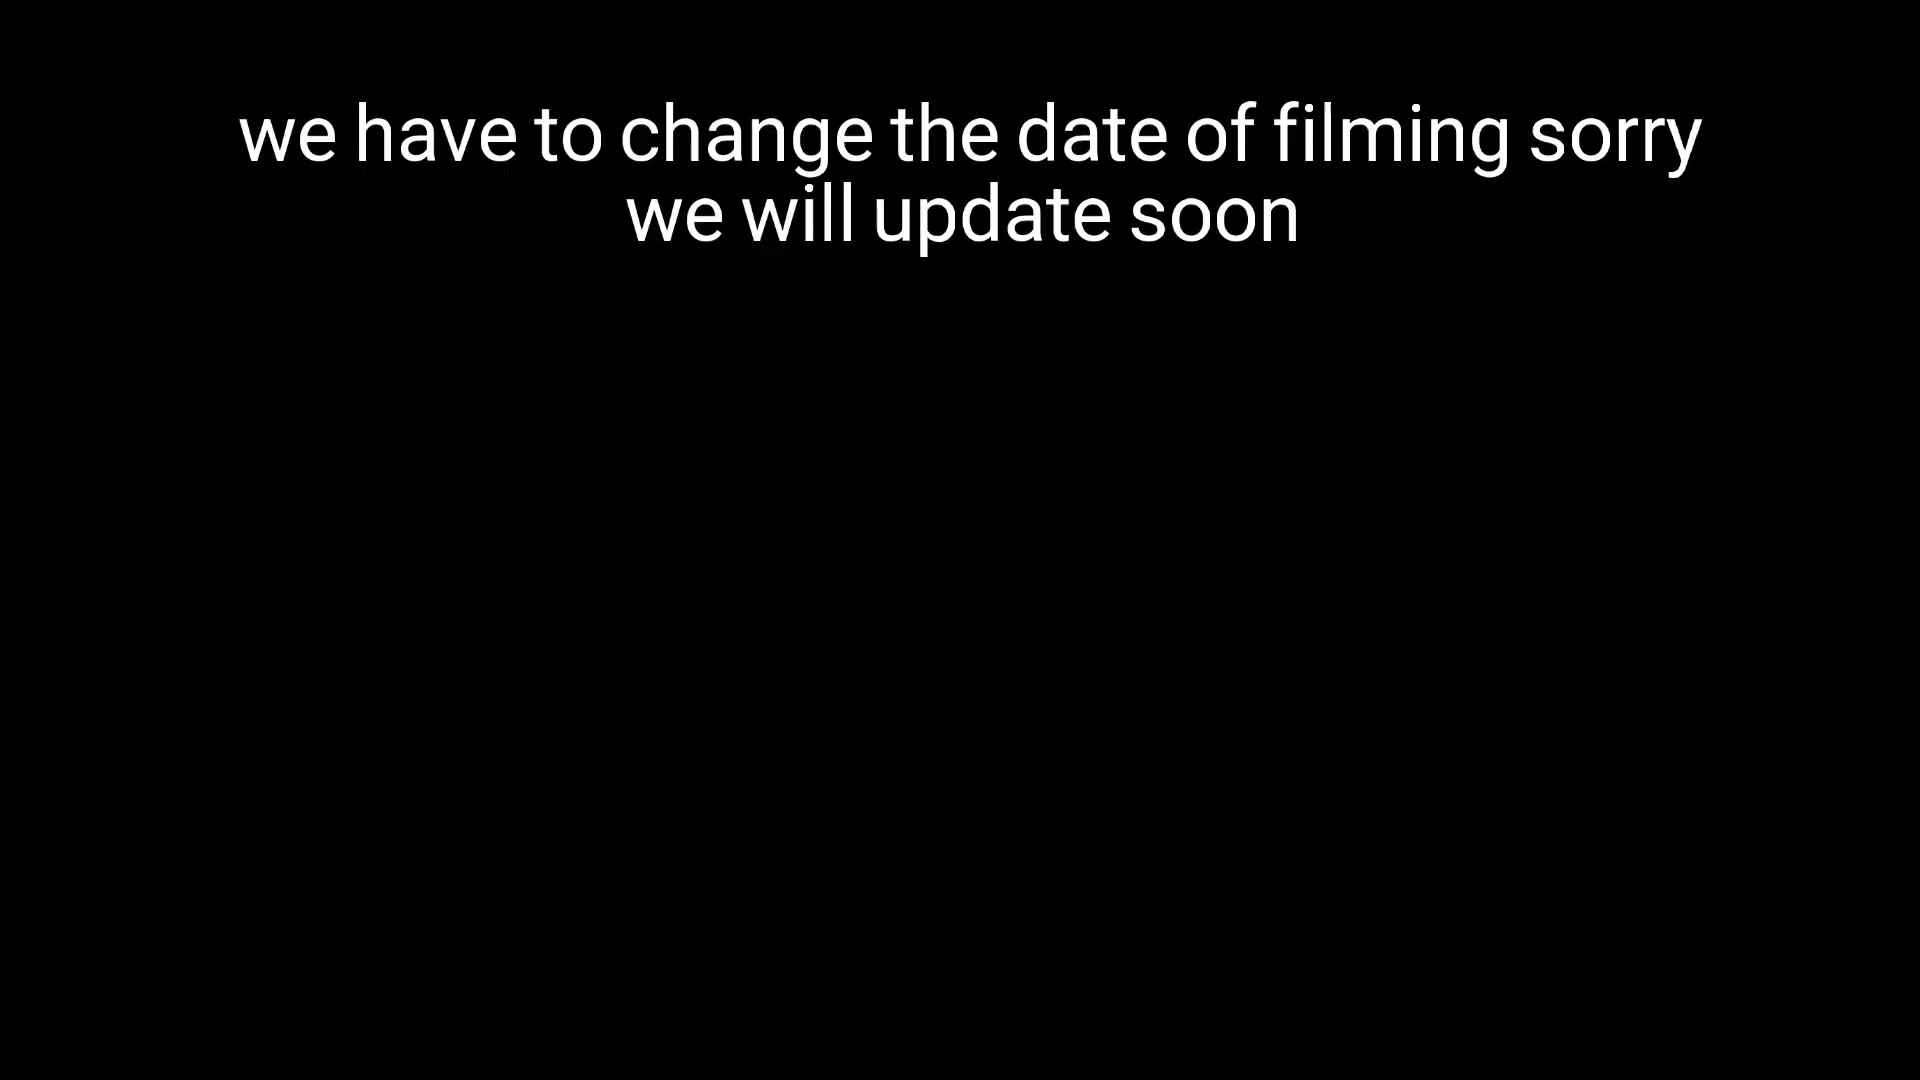 we have to change the date of filming sorry
we will update soon